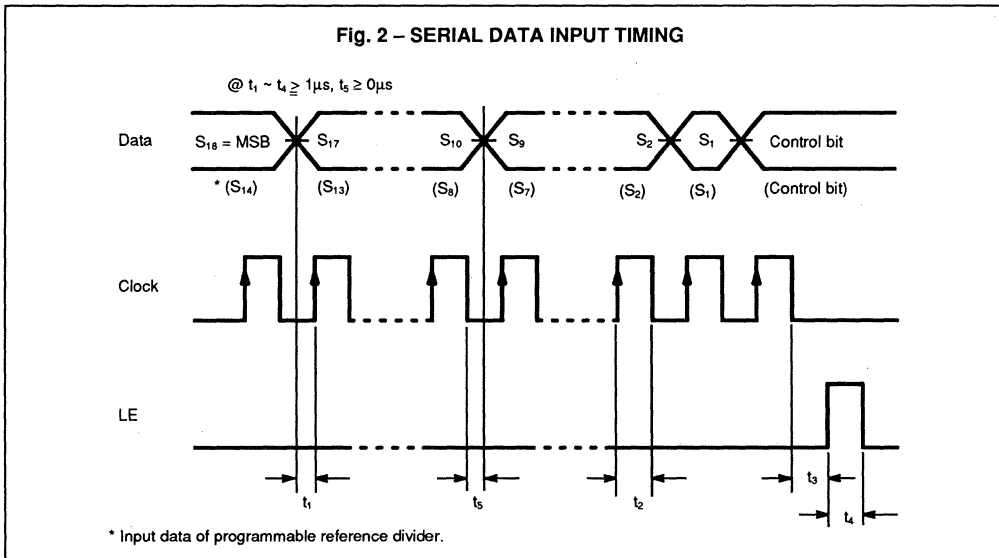 Fig. 2 – SERIAL DATA INPUT TIMING
@ t₁ ~ t₄ ≥ 1µs, t₅ ≥ 0µs
Data
S₁₈ = MSB
S₁₇
S₁₀
S₉
S₂
S₁
Control bit
* (S₁₄)
(S₁₃)
(S₈)
(S₇)
(S₂)
(S₁)
(Control bit)
Clock
LE
t₁
t₅
t₂
t₃
t₄
* Input data of programmable reference divider.